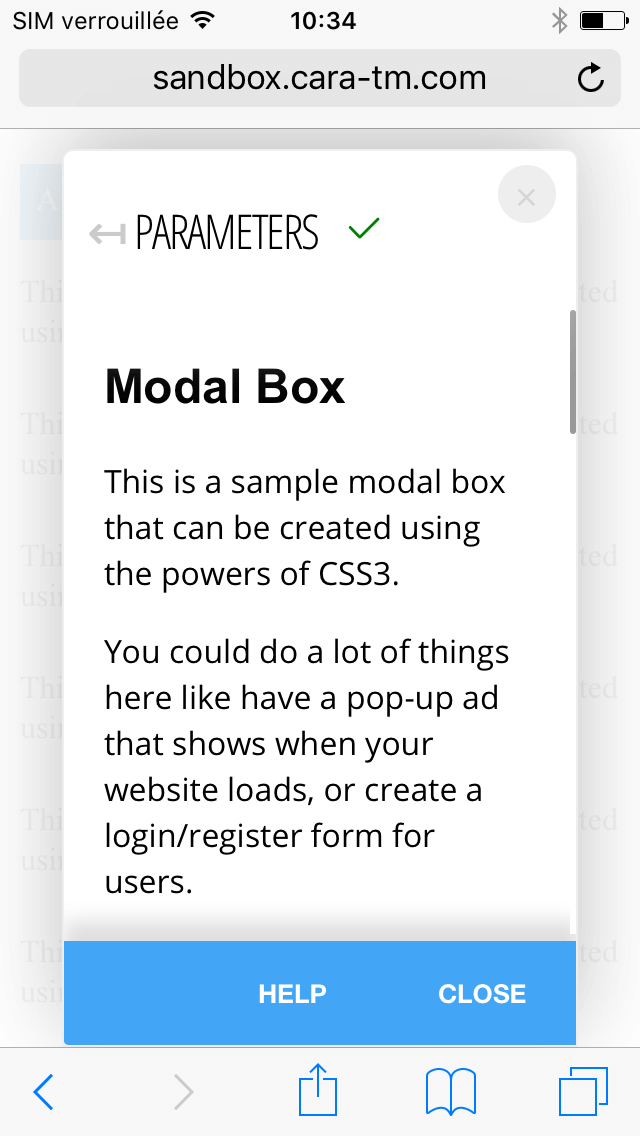 SIM verrouillée 10:34
sandbox.cara-tm.com
A
PARAMETERS
Modal Box
This is a sample modal box
that can be created using
the powers of CSS3.
You could do a lot of things
here like have a pop-up ad
that shows when your
website loads, or create a
login/register form for
users.
HELP CLOSE